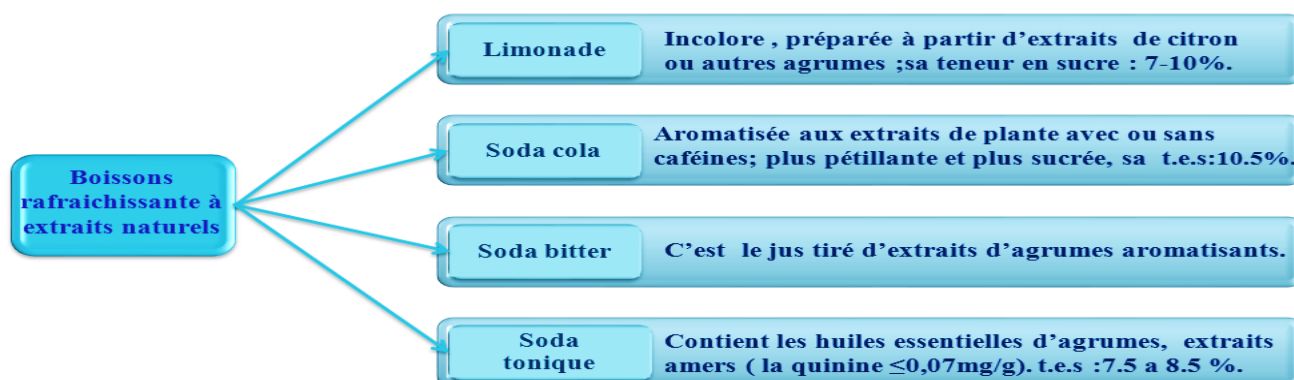 Boissons
rafraichissante à
extraits naturels
Limonade
Incolore , préparée à partir d’extraits de citron
ou autres agrumes ;sa teneur en sucre : 7-10%.
Soda cola
Aromatisée aux extraits de plante avec ou sans
caféines; plus pétillante et plus sucrée, sa t.e.s:10.5%.
Soda bitter
C’est le jus tiré d’extraits d’agrumes aromatisants.
Soda
tonique
Contient les huiles essentielles d’agrumes, extraits
amers ( la quinine ≤0,07mg/g). t.e.s :7.5 a 8.5 %.